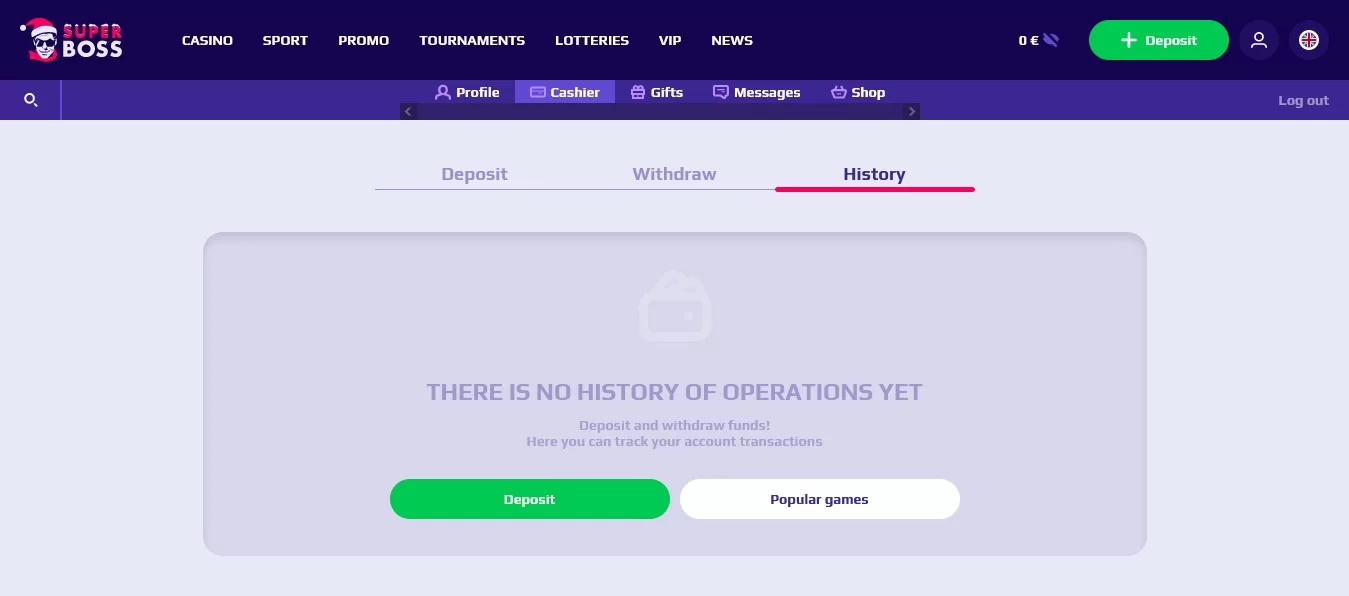 SUPER
BOSS
CASINO SPORT PROMO TOURNAMENTS LOTTERIES VIP NEWS 0 € Deposit
Profile Cashier Gifts Messages Shop
Log out
Deposit Withdraw History
THERE IS NO HISTORY OF OPERATIONS YET
Deposit and withdraw funds!
Here you can track your account transactions
Deposit Popular games